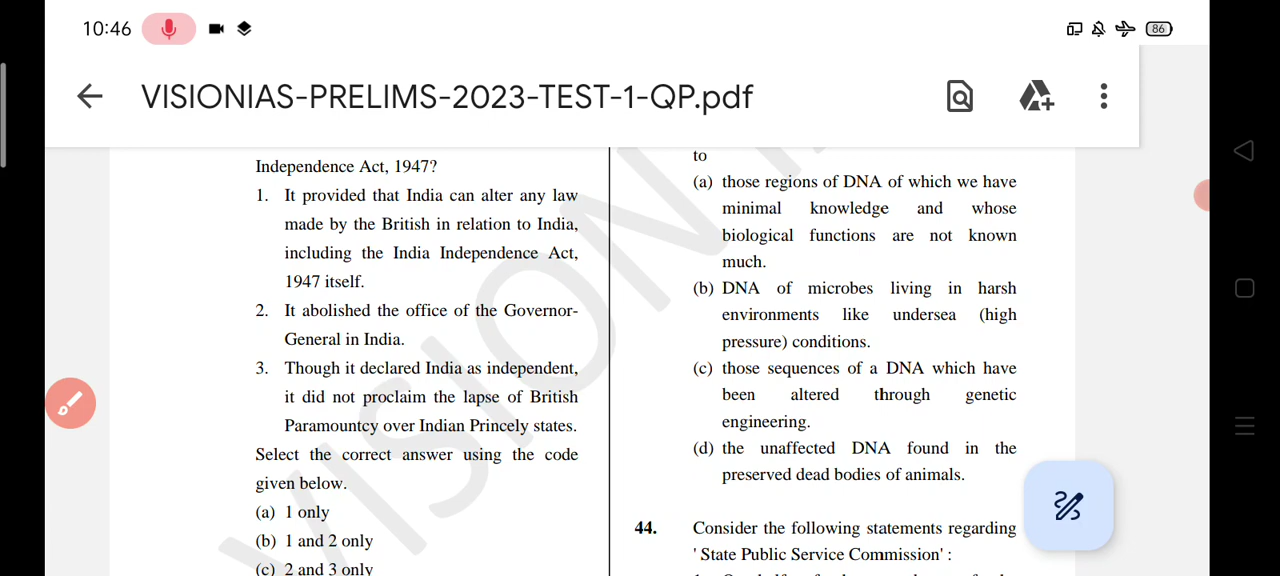 10:46
86
VISIONIAS-PRELIMS-2023-TEST-1-QP.pdf
Independence Act, 1947?
1. It provided that India can alter any law
made by the British in relation to India,
including the India Independence Act,
1947 itself.
2. It abolished the office of the Governor-
General in India.
3. Though it declared India as independent,
it did not proclaim the lapse of British
Paramountcy over Indian Princely states.
Select the correct answer using the code
given below.
(a) 1 only
(b) 1 and 2 only
(c) 2 and 3 only
to
(a) those regions of DNA of which we have
minimal knowledge and whose
biological functions are not known
much.
(b) DNA of microbes living in harsh
environments like undersea (high
pressure) conditions.
(c) those sequences of a DNA which have
been altered through genetic
engineering.
(d) the unaffected DNA found in the
preserved dead bodies of animals.
44. Consider the following statements regarding
' State Public Service Commission' :
VISION